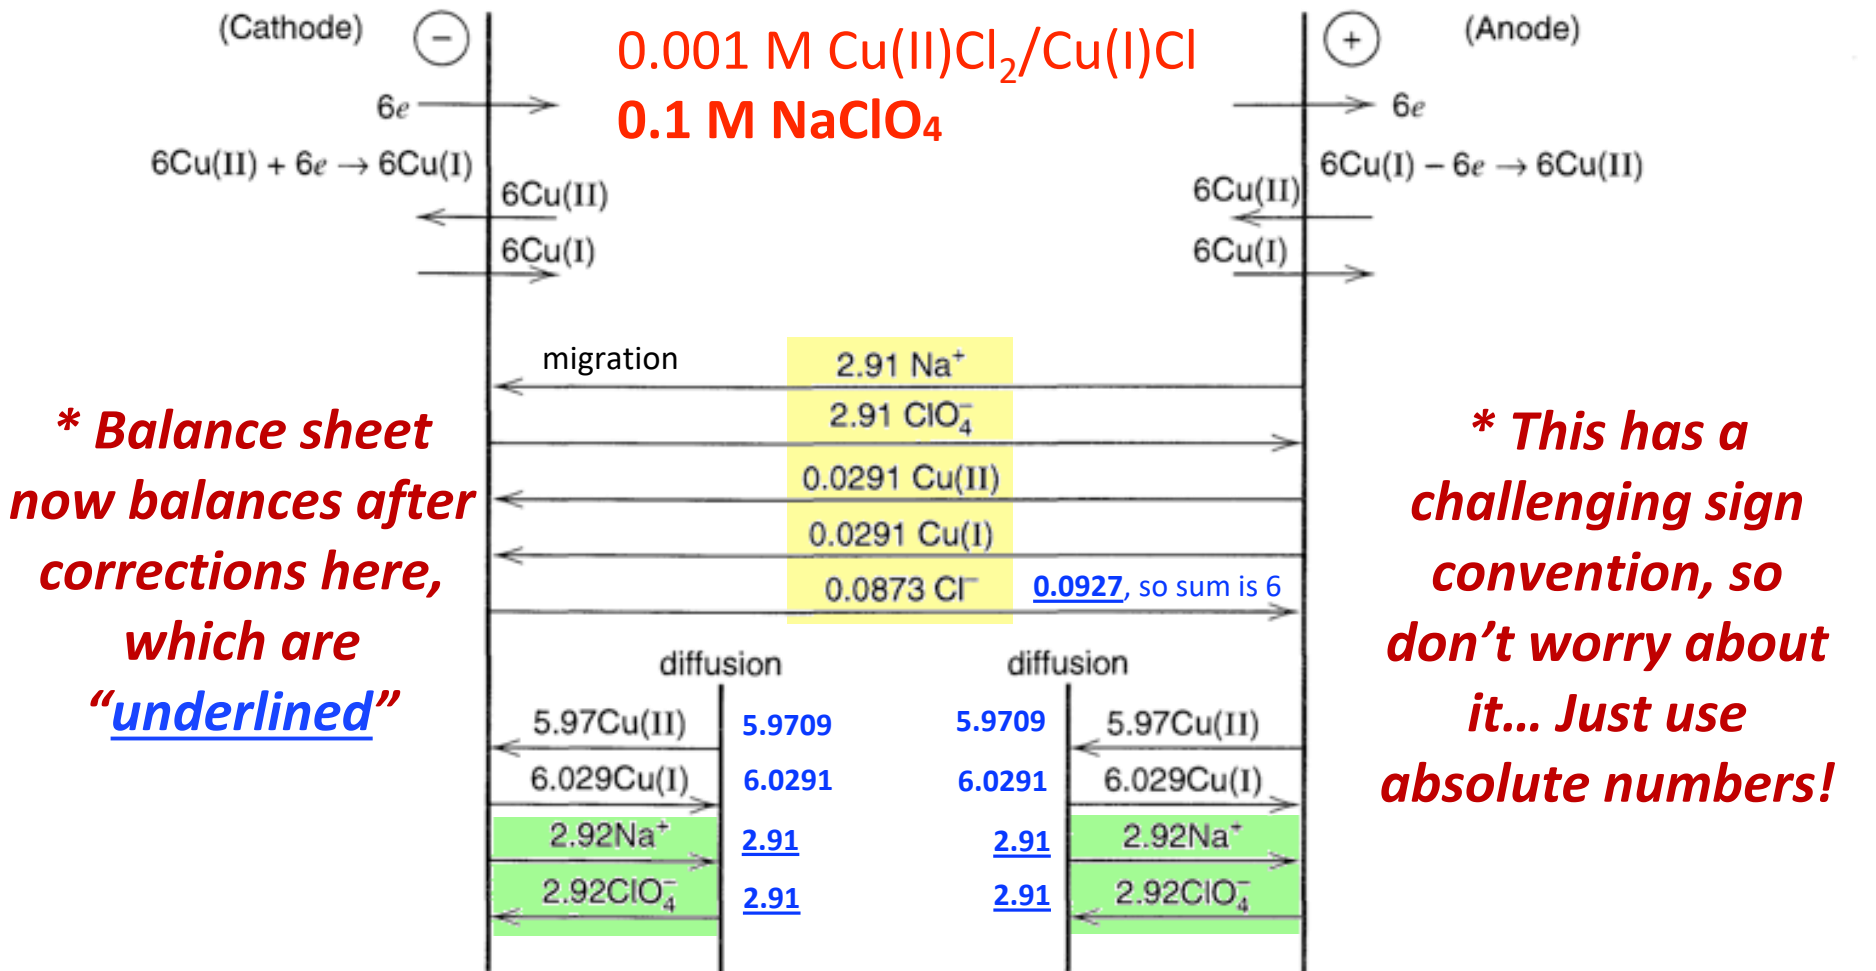 (Cathode)
−
0.001 M Cu(II)Cl₂/Cu(I)Cl
0.1 M NaClO₄
+
(Anode)
6e
6e
6Cu(II) + 6e → 6Cu(I)
6Cu(I) − 6e → 6Cu(II)
6Cu(II)
6Cu(II)
6Cu(I)
6Cu(I)
migration
2.91 Na⁺
2.91 ClO₄⁻
0.0291 Cu(II)
0.0291 Cu(I)
0.0873 Cl⁻
0.0927, so sum is 6
* Balance sheet
now balances after
corrections here,
which are
“underlined”
* This has a
challenging sign
convention, so
don’t worry about
it... Just use
absolute numbers!
diffusion
diffusion
5.97Cu(II)
5.9709
5.9709
5.97Cu(II)
6.029Cu(I)
6.0291
6.0291
6.029Cu(I)
2.92Na⁺
2.91
2.91
2.92Na⁺
2.92ClO₄⁻
2.91
2.91
2.92ClO₄⁻